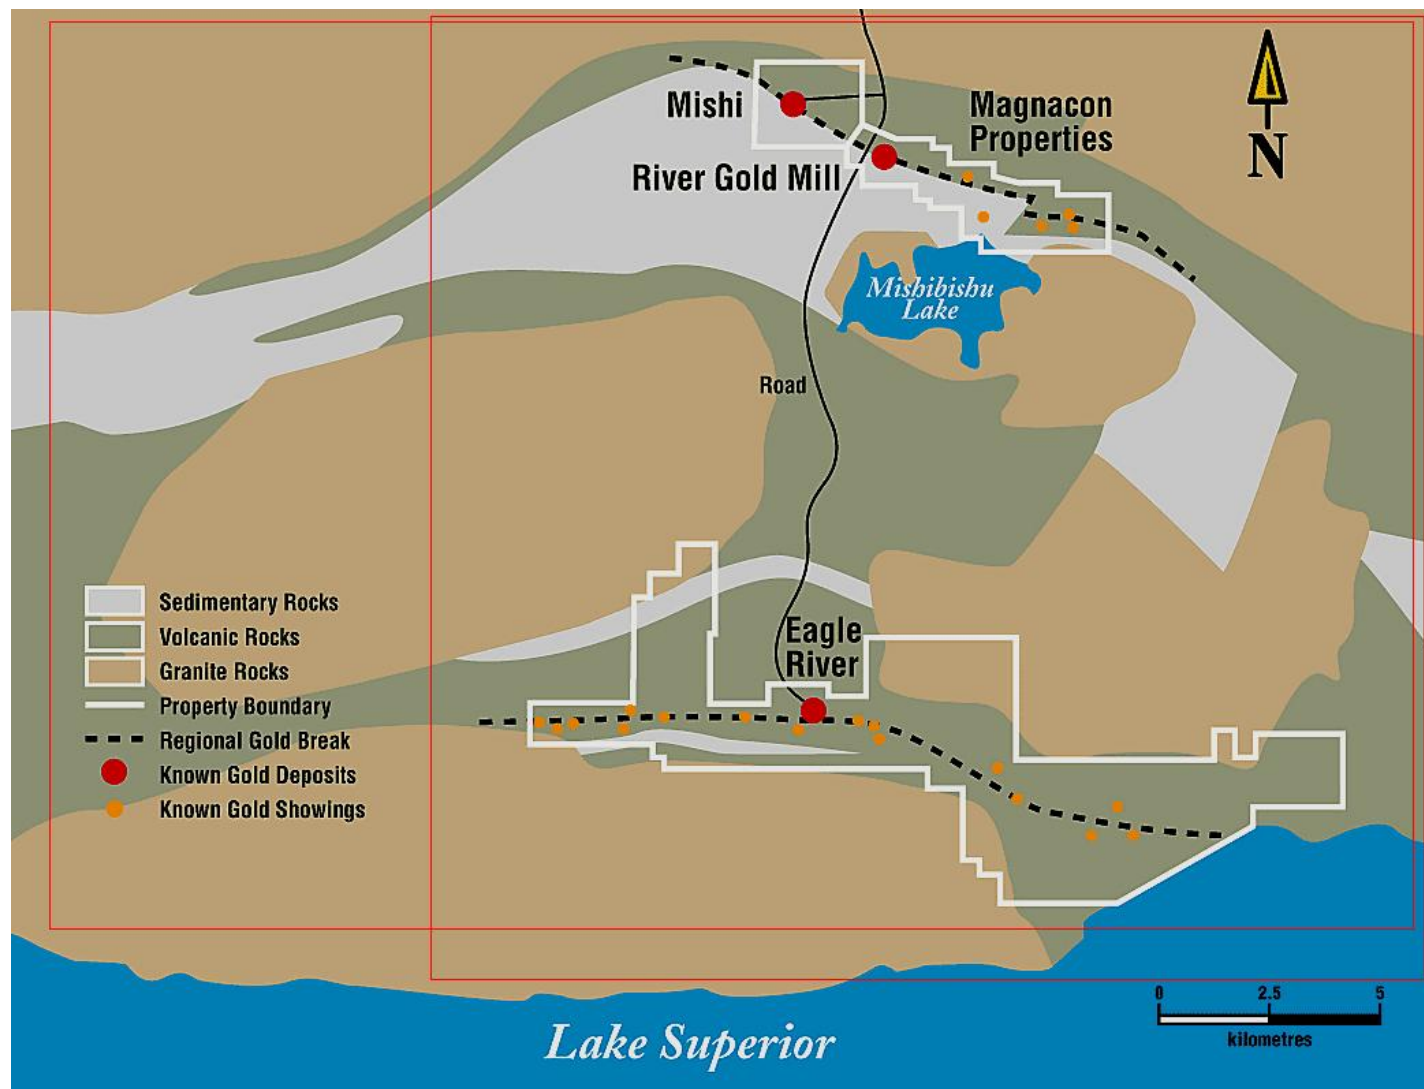 Mishi
Magnacon
Properties
N
River Gold Mill
Mishibishu
Lake
Road
Sedimentary Rocks
Volcanic Rocks
Granite Rocks
Property Boundary
Regional Gold Break
Known Gold Deposits
Known Gold Showings
Eagle
River
0 2.5 5
kilometres
Lake Superior